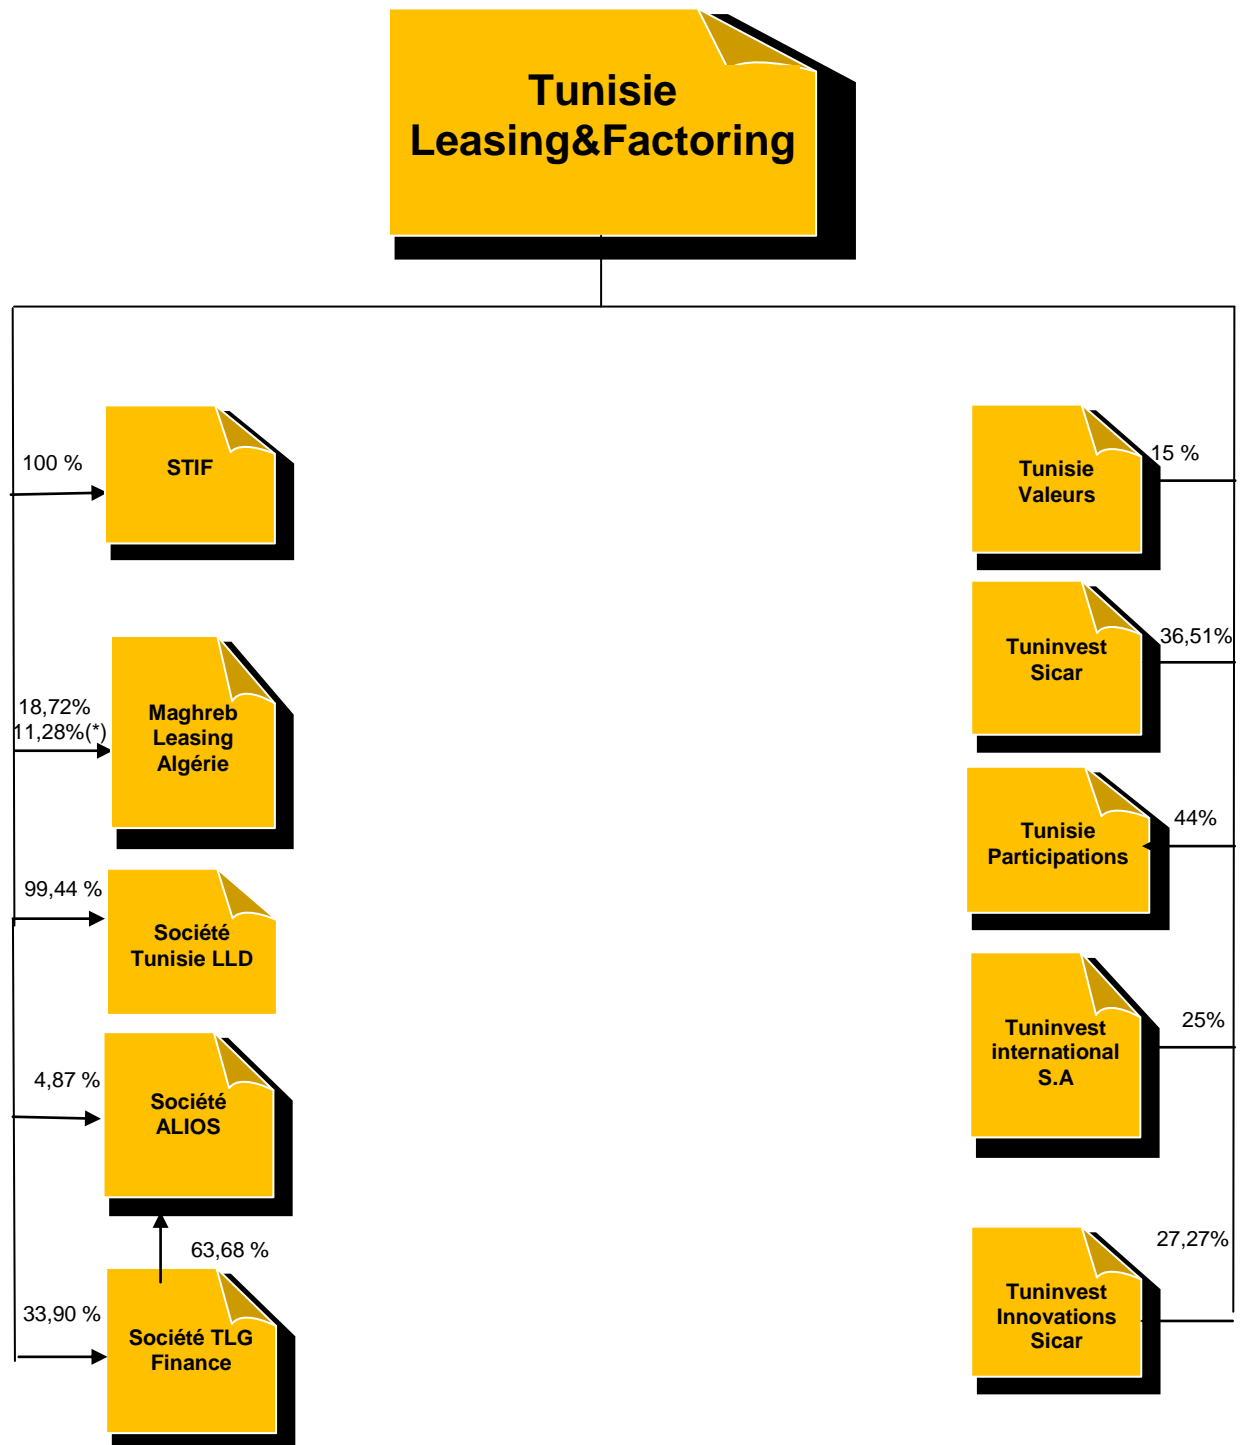 Tunisie
Leasing&Factoring
100 %
STIF
18,72%
11,28%(*)
Maghreb
Leasing
Algérie
99,44 %
Société
Tunisie LLD
4,87 %
Société
ALIOS
63,68 %
33,90 %
Société TLG
Finance
Tunisie
Valeurs
15 %
Tuninvest
Sicar
36,51%
Tunisie
Participations
44%
Tuninvest
international
S.A
25%
Tuninvest
Innovations
Sicar
27,27%